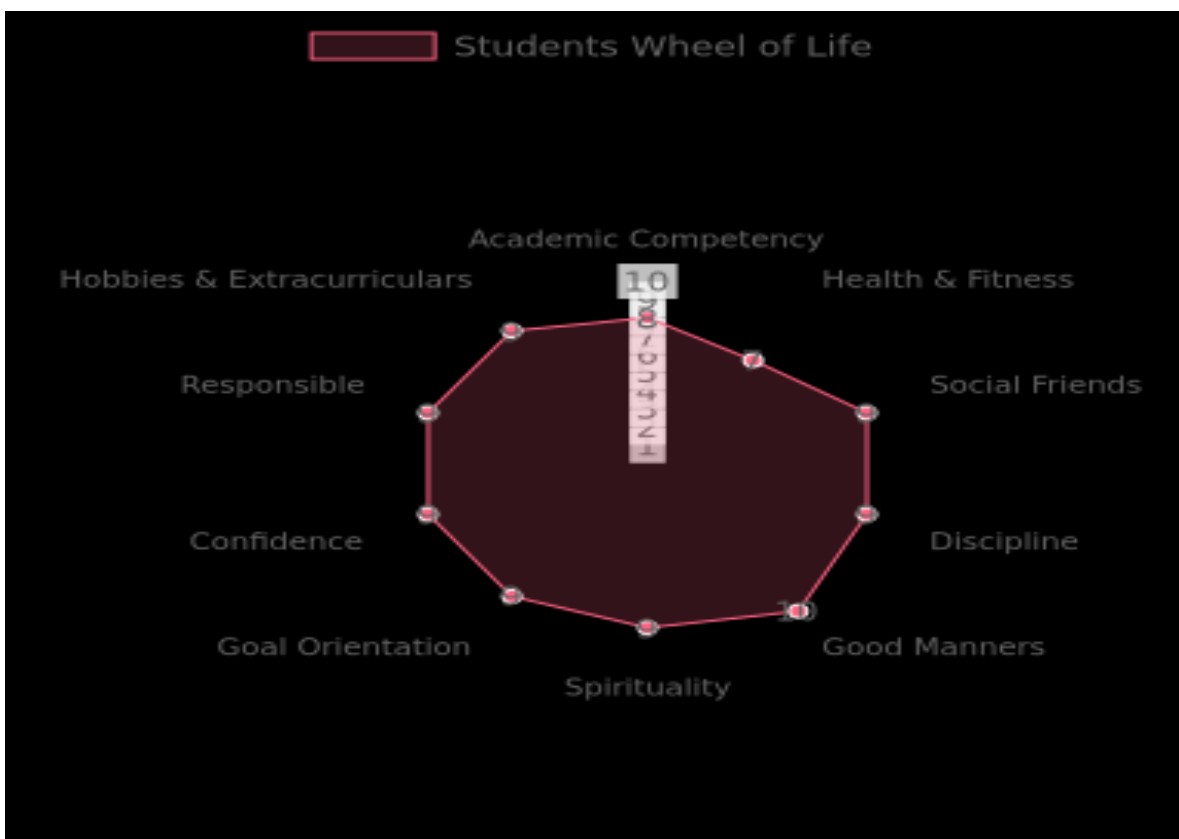 Students Wheel of Life
Academic Competency
Hobbies & Extracurriculars
Health & Fitness
10
Responsible
Social Friends
Confidence
Discipline
10
Goal Orientation
Good Manners
Spirituality